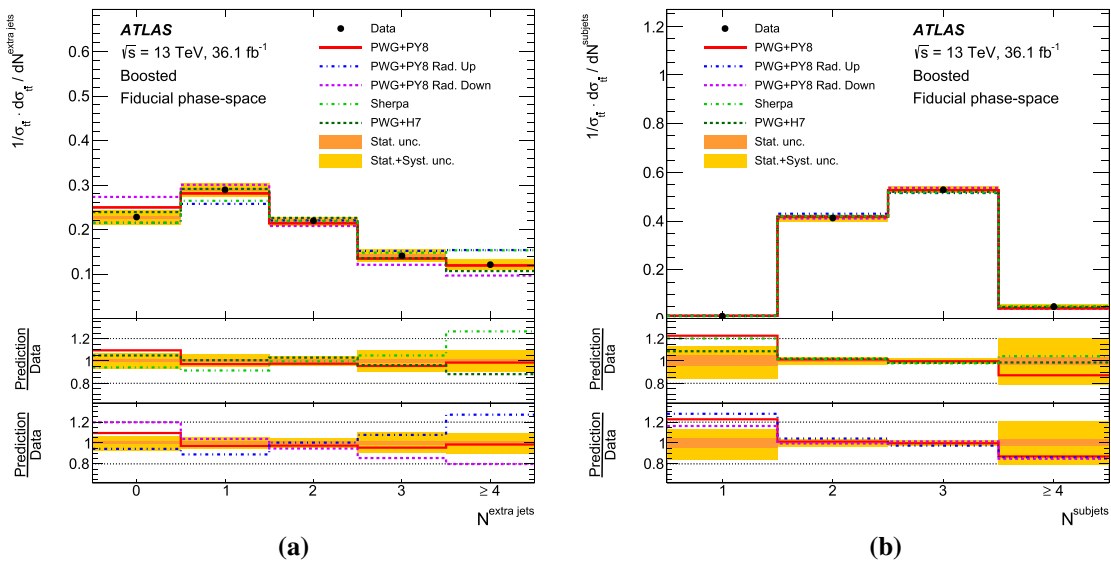 1/σ_tt̄ · dσ_tt̄ / dN^extra jets
0.6
0.5
0.4
0.3
0.2
0.1
ATLAS
√s = 13 TeV, 36.1 fb⁻¹
Boosted
Fiducial phase-space
Data
PWG+PY8
PWG+PY8 Rad. Up
PWG+PY8 Rad. Down
Sherpa
PWG+H7
Stat. unc.
Stat.+Syst. unc.
Prediction
Data
1.2
1
0.8
Prediction
Data
1.2
1
0.8
0 1 2 3 ≥ 4
N^extra jets
(a)
1/σ_tt̄ · dσ_tt̄ / dN^subjets
1.2
1
0.8
0.6
0.4
0.2
0
Data
PWG+PY8
PWG+PY8 Rad. Up
PWG+PY8 Rad. Down
Sherpa
PWG+H7
Stat. unc.
Stat.+Syst. unc.
ATLAS
√s = 13 TeV, 36.1 fb⁻¹
Boosted
Fiducial phase-space
Prediction
Data
1.2
1
0.8
Prediction
Data
1.2
1
0.8
1 2 3 ≥ 4
N^subjets
(b)